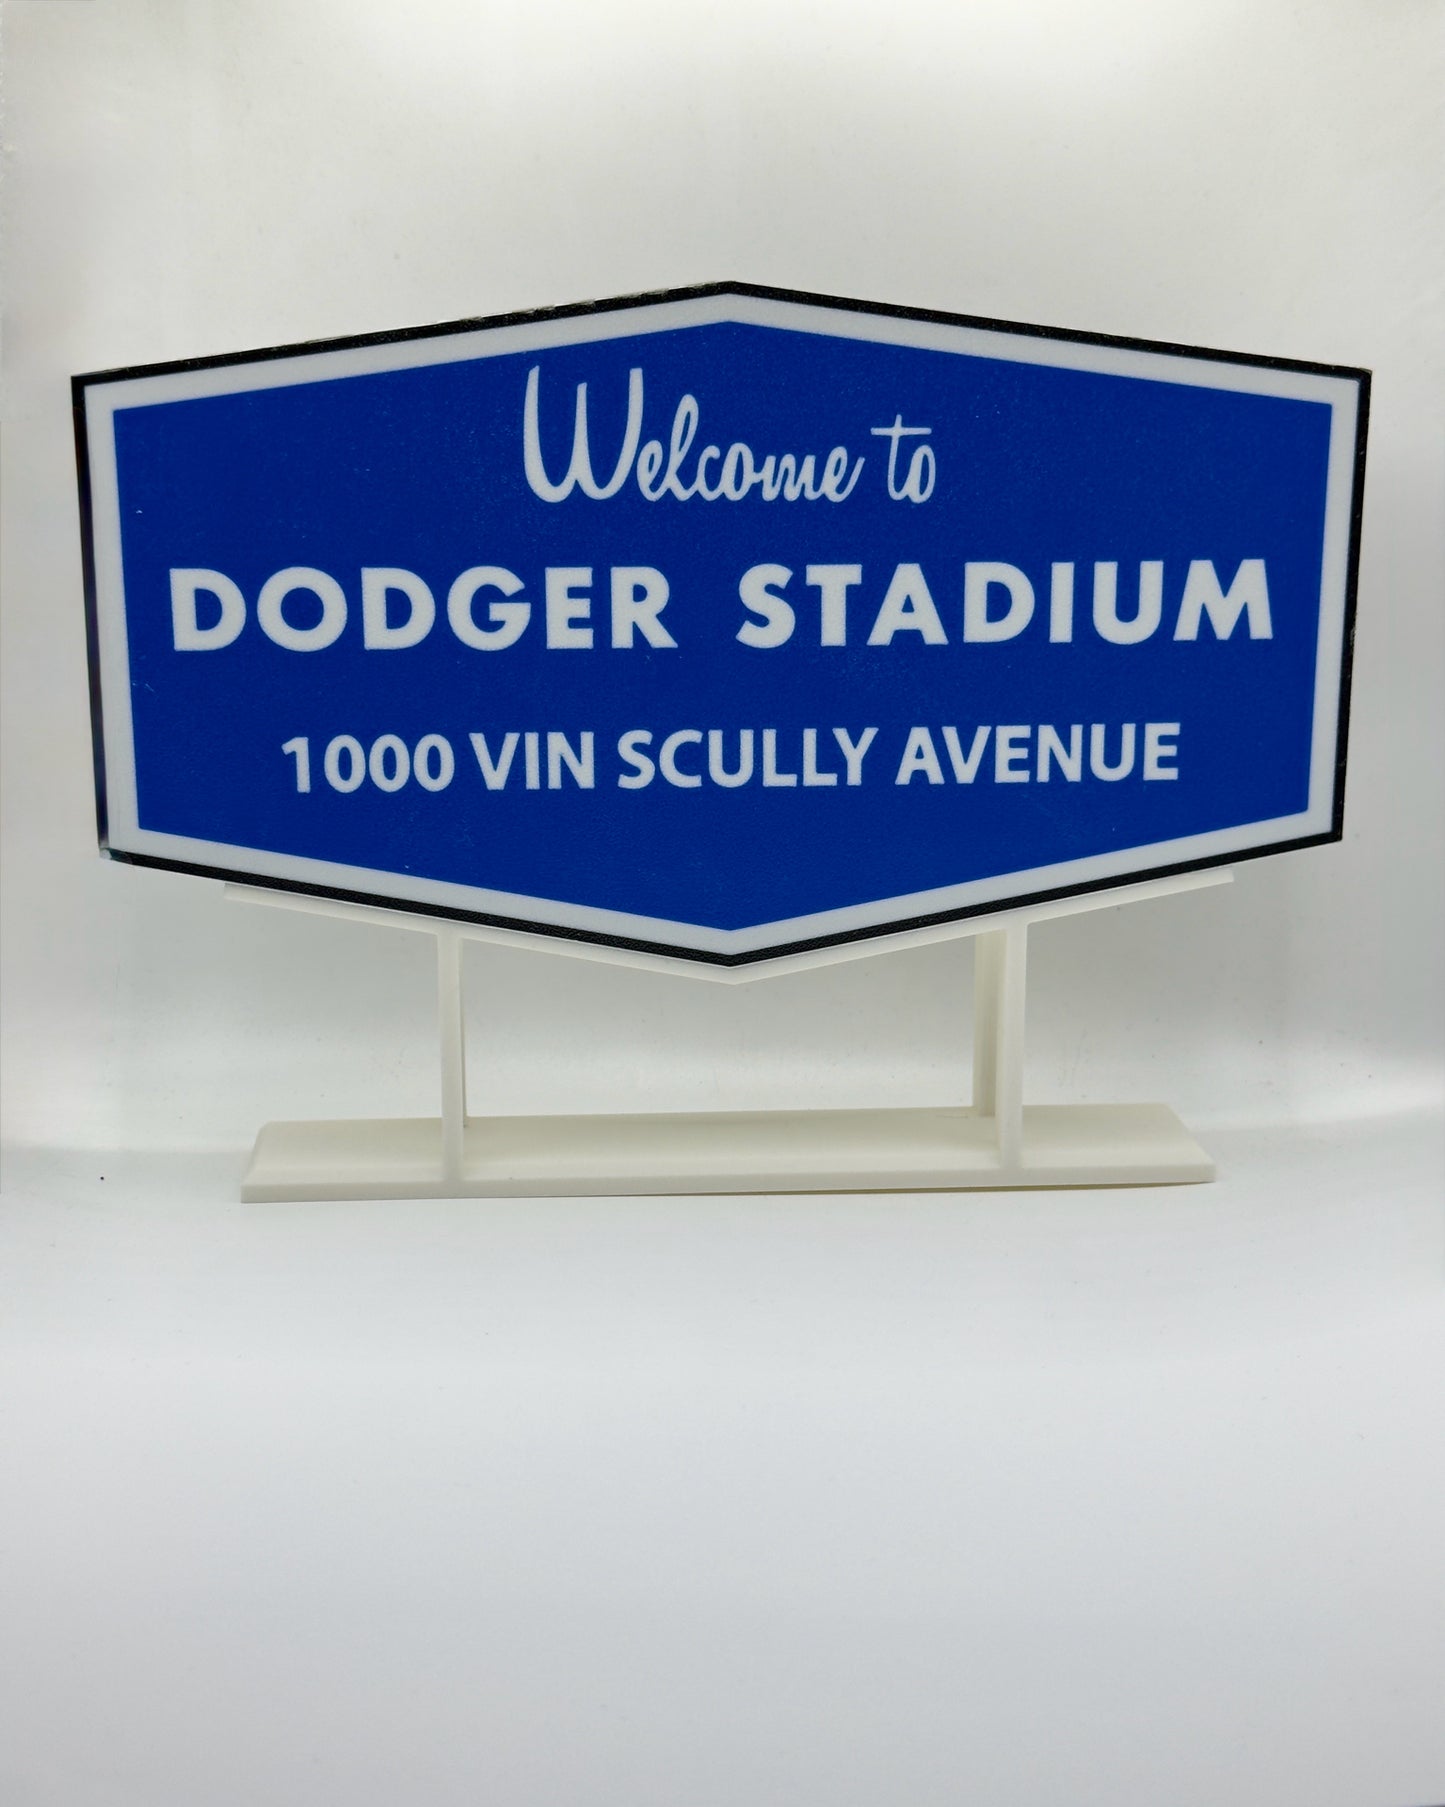 Welcome to
DODGER STADIUM
1000 VIN SCULLY AVENUE